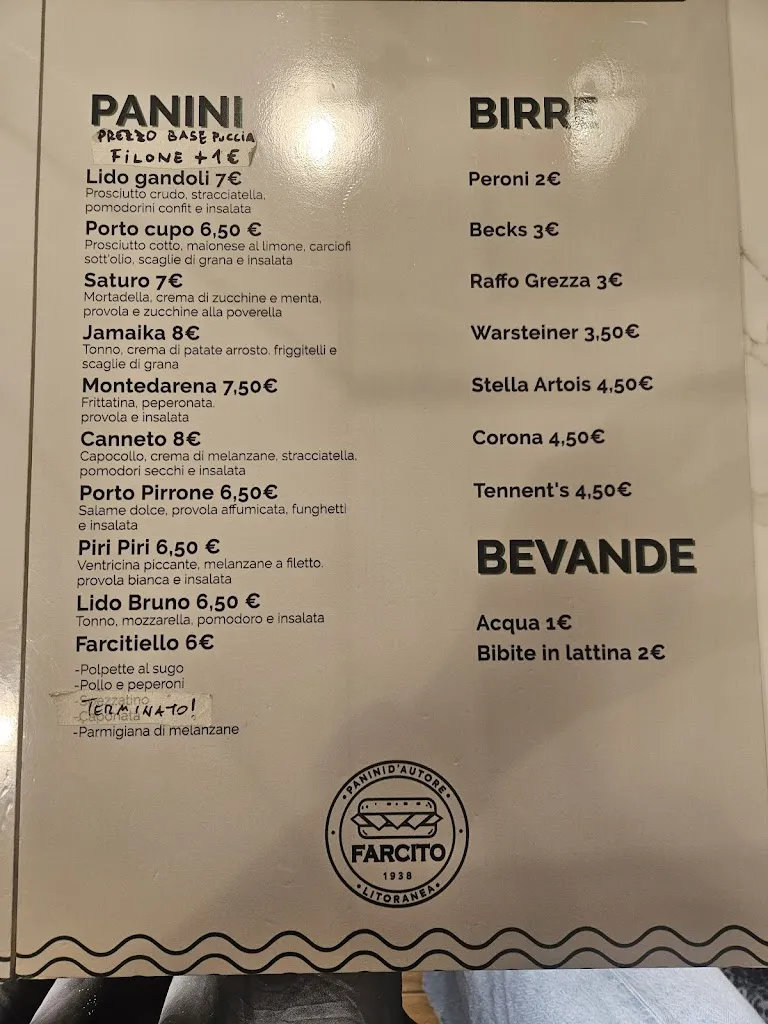 PANINI
PREZZO BASE PUCCIA
FILONE +1€
Lido gandoli 7€
Prosciutto crudo, stracciatella,
pomodorini confit e insalata
Porto cupo 6,50 €
Prosciutto cotto, maionese al limone, carciofi
sott'olio, scaglie di grana e insalata
Saturo 7€
Mortadella, crema di zucchine e menta,
provola e zucchine alla poverella
Jamaika 8€
Tonno, crema di patate arrosto, friggitelli e
scaglie di grana
Montedarena 7,50€
Frittatina, peperonata,
provola e insalata
Canneto 8€
Capocollo, crema di melanzane, stracciatella,
pomodori secchi e insalata
Porto Pirrone 6,50€
Salame dolce, provola affumicata, funghetti
e insalata
Piri Piri 6,50 €
Ventricina piccante, melanzane a filetto,
provola bianca e insalata
Lido Bruno 6,50 €
Tonno, mozzarella, pomodoro e insalata
Farcitiello 6€
-Polpette al sugo
-Pollo e peperoni
-Spezzatino
TERMINATO!
-Caponata
-Parmigiana di melanzane
BIRRE
Peroni 2€
Becks 3€
Raffo Grezza 3€
Warsteiner 3,50€
Stella Artois 4,50€
Corona 4,50€
Tennent's 4,50€
BEVANDE
Acqua 1€
Bibite in lattina 2€
• PANINI D'AUTORE •
FARCITO
1938
• LITORANEA •